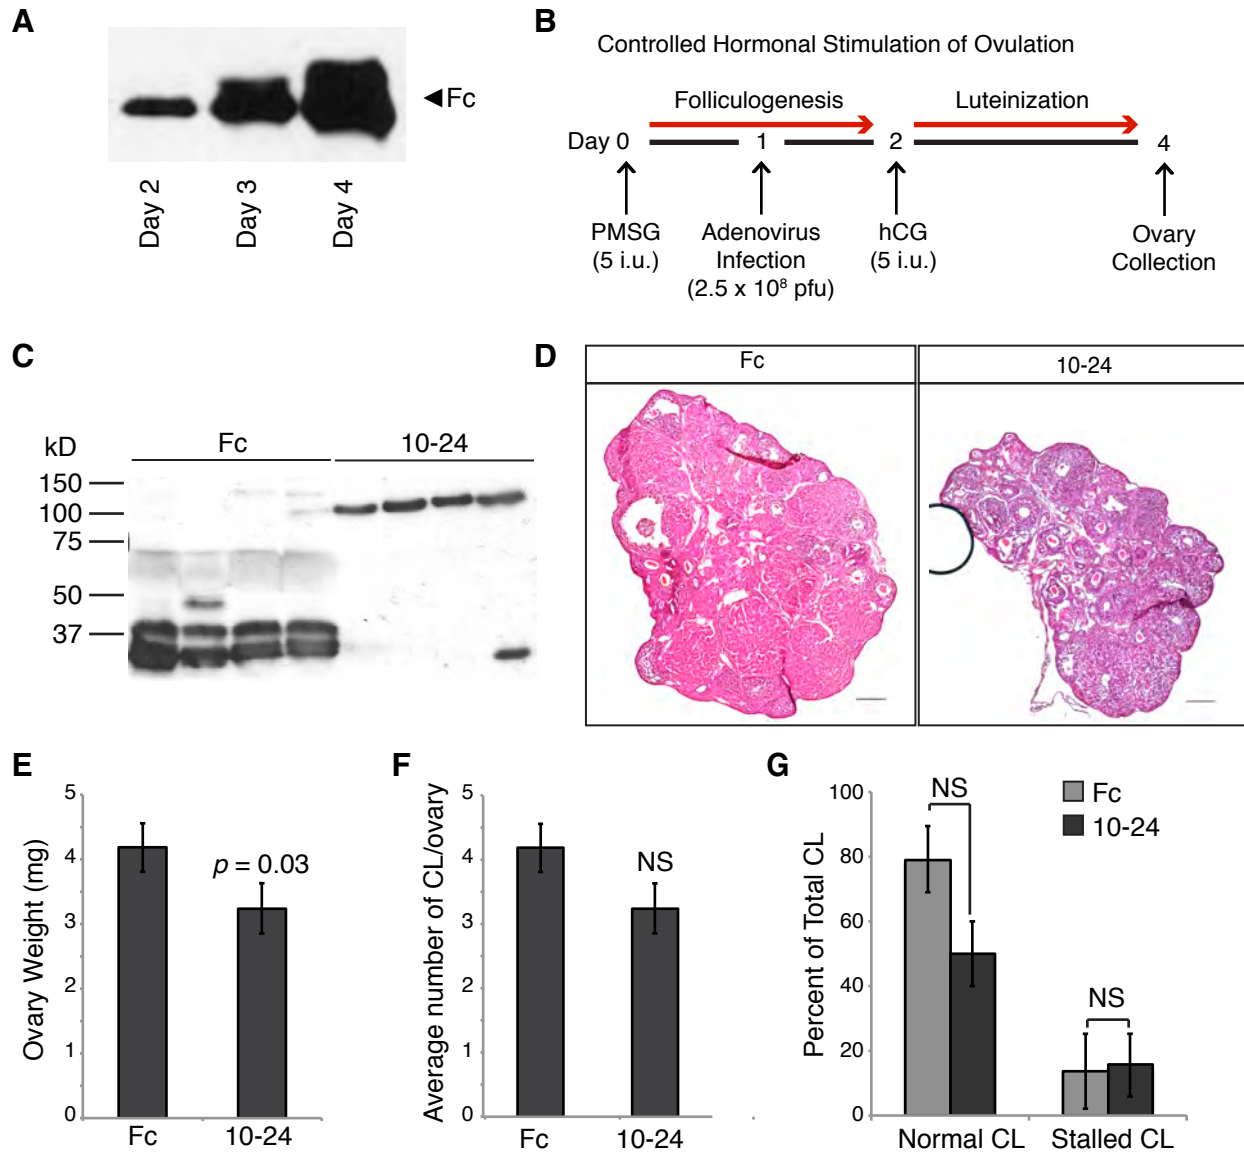 A
Fc
Day 2
Day 3
Day 4
B
Controlled Hormonal Stimulation of Ovulation
Folliculogenesis
Luteinization
Day 0
1
2
4
PMSG
(5 i.u.)
Adenovirus
Infection
(2.5 x 10⁸ pfu)
hCG
(5 i.u.)
Ovary
Collection
C
kD
Fc
10-24
150
100
75
50
37
D
Fc
10-24
E
Ovary Weight (mg)
5
4
3
2
1
0
p = 0.03
Fc
10-24
F
Average number of CL/ovary
5
4
3
2
1
0
NS
Fc
10-24
G
Percent of Total CL
100
80
60
40
20
0
NS
NS
Fc
10-24
Normal CL
Stalled CL